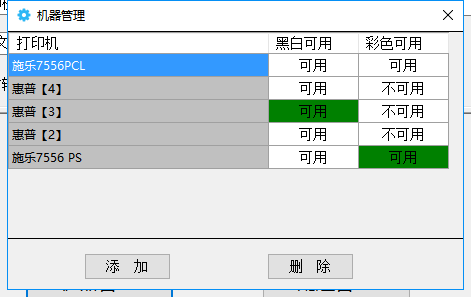 机器管理
打印机 黑白可用 彩色可用
施乐7556PCL 可用 可用
惠普【4】 可用 不可用
惠普【3】 可用 不可用
惠普【2】 可用 不可用
施乐7556 PS 可用 可用
添 加 删 除